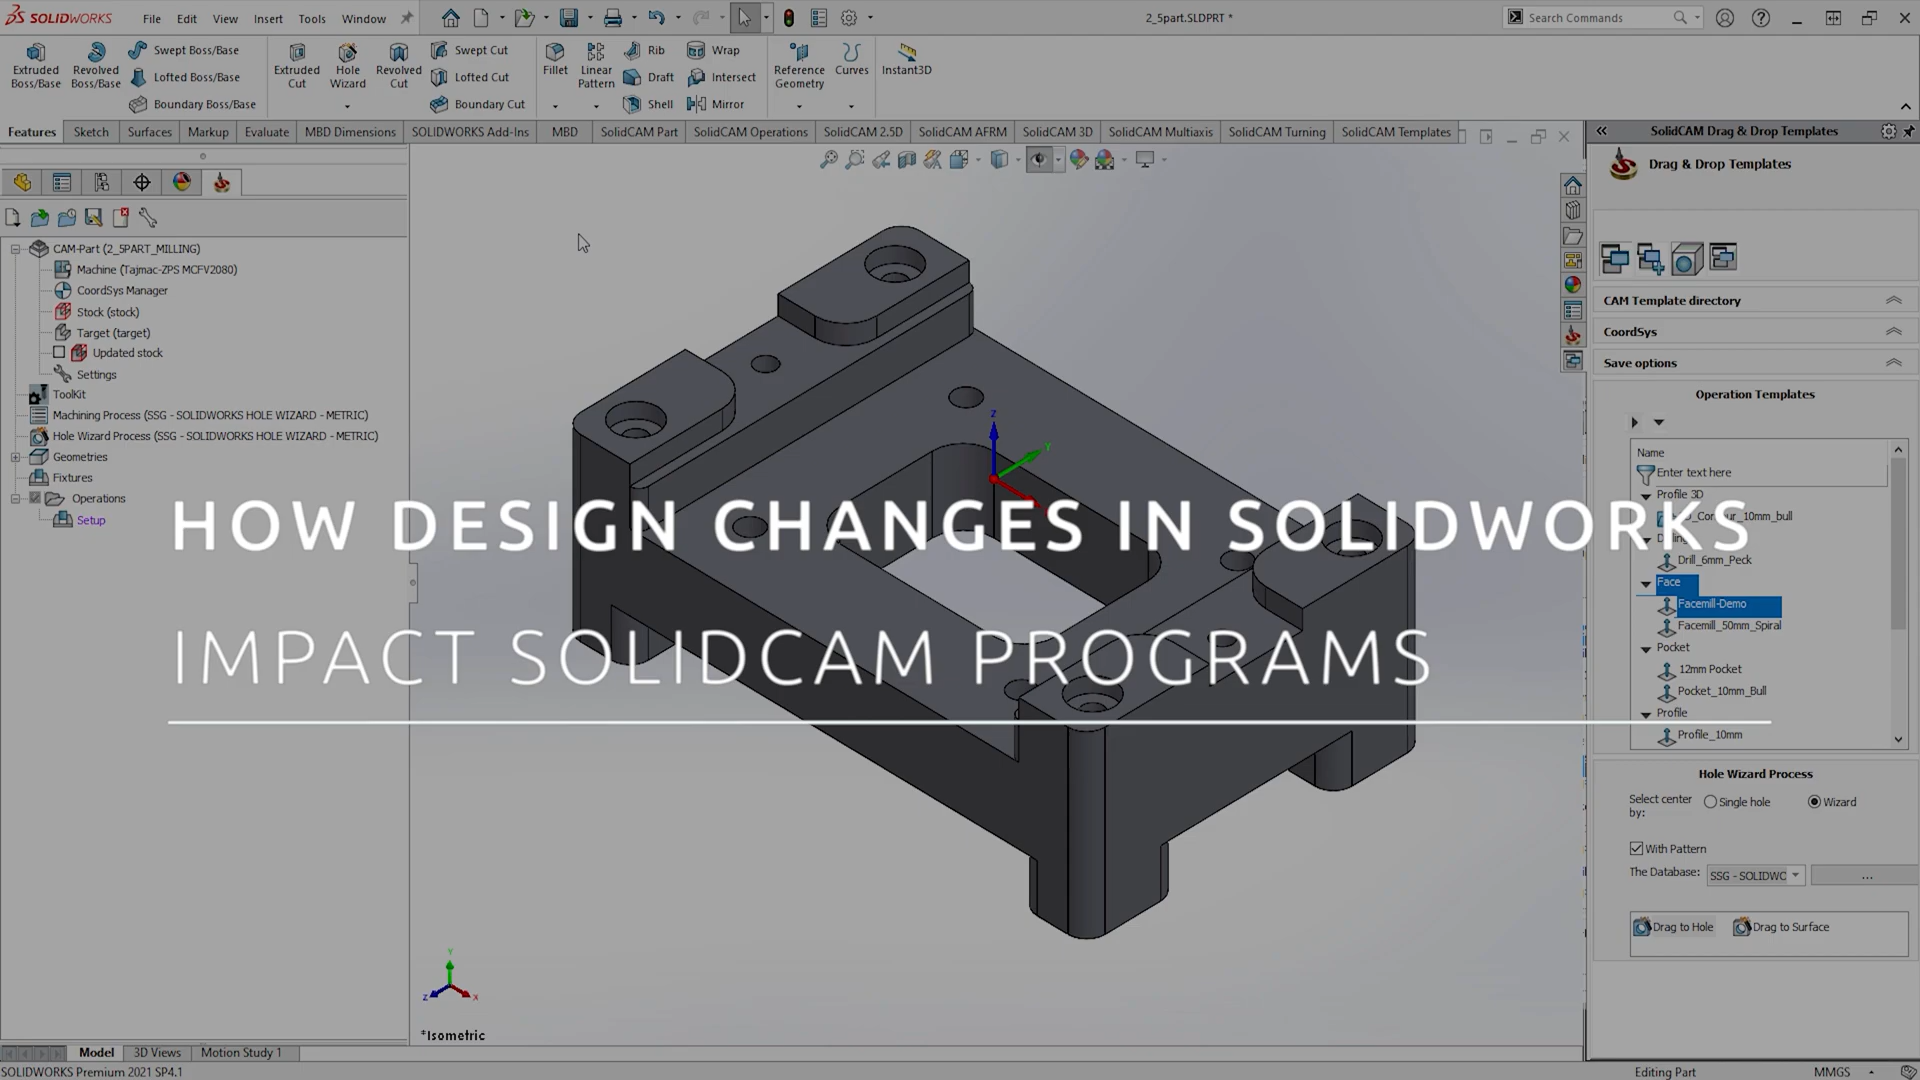 SOLIDWORKS File Edit View Insert Tools Window 2_5part.SLDPRT * Search Commands
Extruded Boss/Base Revolved Boss/Base Swept Boss/Base Lofted Boss/Base Boundary Boss/Base
Extruded Cut Hole Wizard Revolved Cut Swept Cut Lofted Cut Boundary Cut
Fillet Linear Pattern Rib Draft Shell Wrap Intersect Mirror
Reference Geometry Curves Instant3D
Features Sketch Surfaces Markup Evaluate MBD Dimensions SOLIDWORKS Add-Ins MBD SolidCAM Part SolidCAM Operations SolidCAM 2.5D SolidCAM AFRM SolidCAM 3D SolidCAM Multiaxis SolidCAM Turning SolidCAM Templates
CAM-Part (2_5PART_MILLING)
Machine (Tajmac-ZPS MCFV2080)
CoordSys Manager
Stock (stock)
Target (target)
Updated stock
Settings
ToolKit
Machining Process (SSG - SOLIDWORKS HOLE WIZARD - METRIC)
Hole Wizard Process (SSG - SOLIDWORKS HOLE WIZARD - METRIC)
Geometries
Fixtures
Operations
Setup
Z
Y
HOW DESIGN CHANGES IN SOLIDWORKS
IMPACT SOLIDCAM PROGRAMS
SolidCAM Drag & Drop Templates
Drag & Drop Templates
CAM Template directory
CoordSys
Save options
Operation Templates
Name
Enter text here
Profile 3D
_10mm_bull
Drill_6mm_Peck
Face
Facemill-Demo
Facemill_50mm_Spiral
Pocket
12mm Pocket
Pocket_10mm_Bull
Profile
Profile_10mm
Hole Wizard Process
Select center by: Single hole Wizard
With Pattern
The Database: SSG - SOLIDWC ...
Drag to Hole Drag to Surface
Y
Z X
*Isometric
Model 3D Views Motion Study 1
SOLIDWORKS Premium 2021 SP4.1 Editing Part MMGS